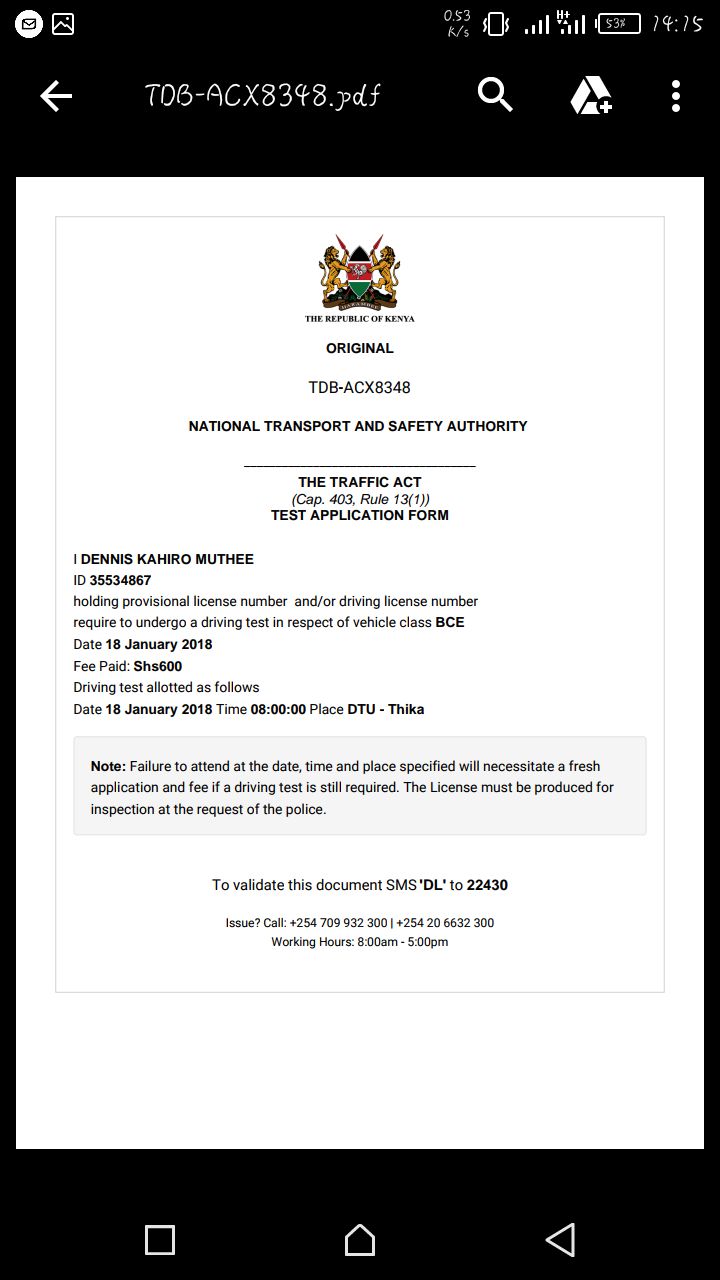 0.53
K/s
H+
53%
14:15
TDB-ACX8348.pdf
THE REPUBLIC OF KENYA
ORIGINAL
TDB-ACX8348
NATIONAL TRANSPORT AND SAFETY AUTHORITY
THE TRAFFIC ACT
(Cap. 403, Rule 13(1))
TEST APPLICATION FORM
I DENNIS KAHIRO MUTHEE
ID 35534867
holding provisional license number and/or driving license number
require to undergo a driving test in respect of vehicle class BCE
Date 18 January 2018
Fee Paid: Shs600
Driving test allotted as follows
Date 18 January 2018 Time 08:00:00 Place DTU - Thika
Note: Failure to attend at the date, time and place specified will necessitate a fresh
application and fee if a driving test is still required. The License must be produced for
inspection at the request of the police.
To validate this document SMS 'DL' to 22430
Issue? Call: +254 709 932 300 | +254 20 6632 300
Working Hours: 8:00am - 5:00pm